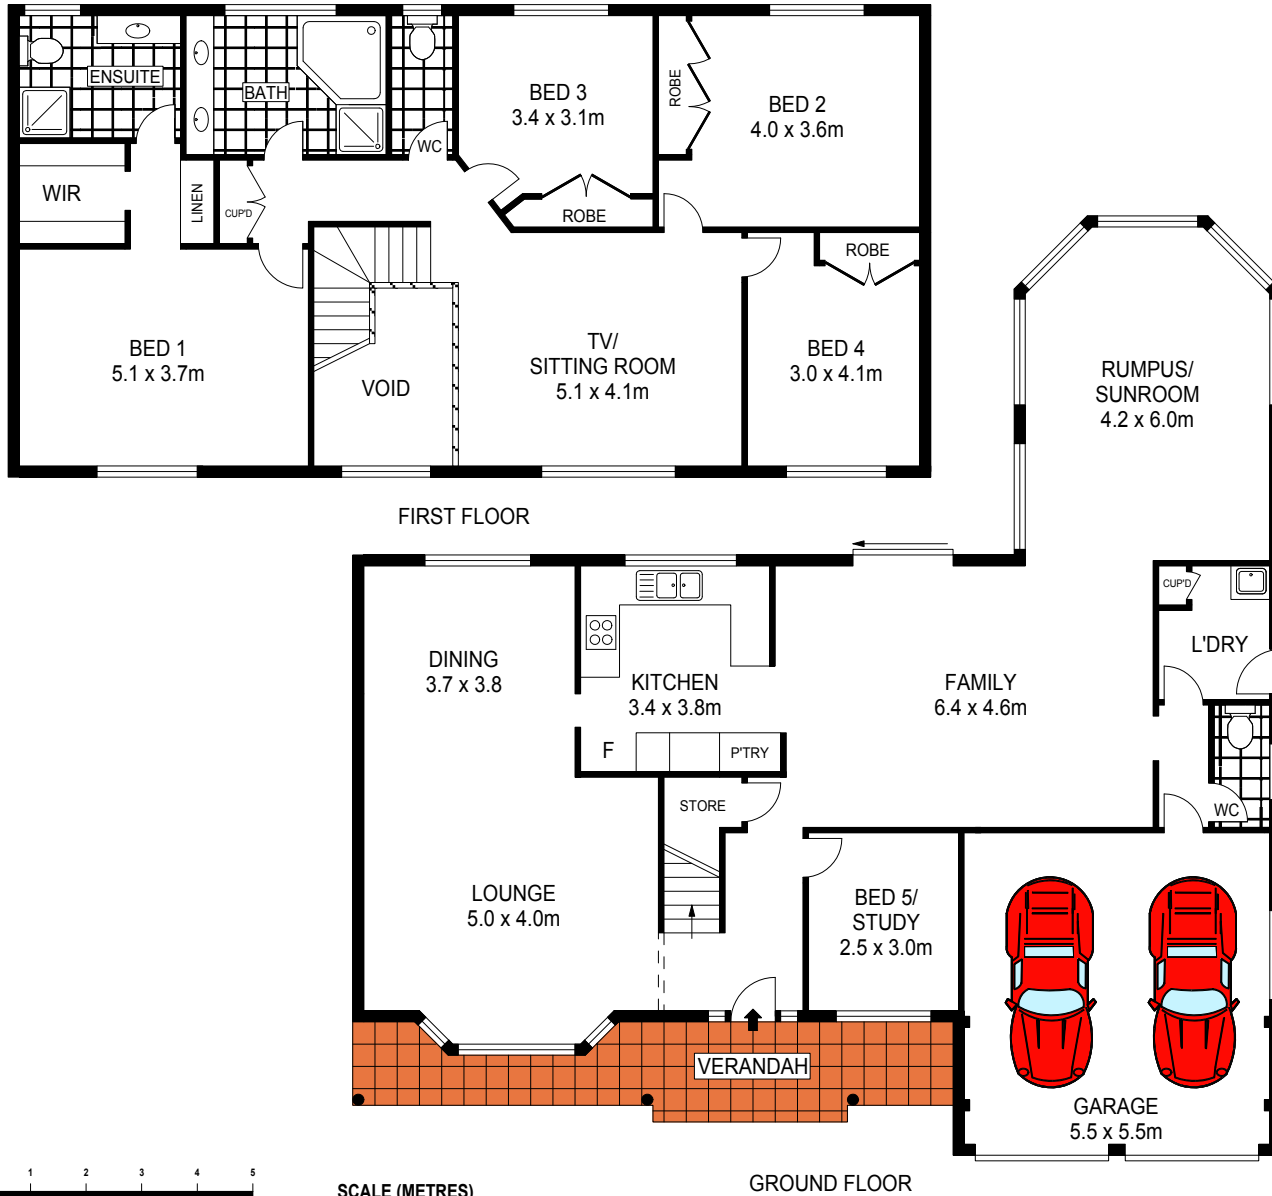 ENSUITE
BATH
WC
WIR
LINEN
CUP'D
BED 3
3.4 x 3.1m
ROBE
ROBE
BED 2
4.0 x 3.6m
BED 1
5.1 x 3.7m
VOID
TV/
SITTING ROOM
5.1 x 4.1m
ROBE
BED 4
3.0 x 4.1m
RUMPUS/
SUNROOM
4.2 x 6.0m
FIRST FLOOR
DINING
3.7 x 3.8
KITCHEN
3.4 x 3.8m
F
P'TRY
FAMILY
6.4 x 4.6m
CUP'D
L'DRY
WC
STORE
LOUNGE
5.0 x 4.0m
BED 5/
STUDY
2.5 x 3.0m
VERANDAH
GARAGE
5.5 x 5.5m
1 2 3 4 5
SCALE (METRES)
GROUND FLOOR